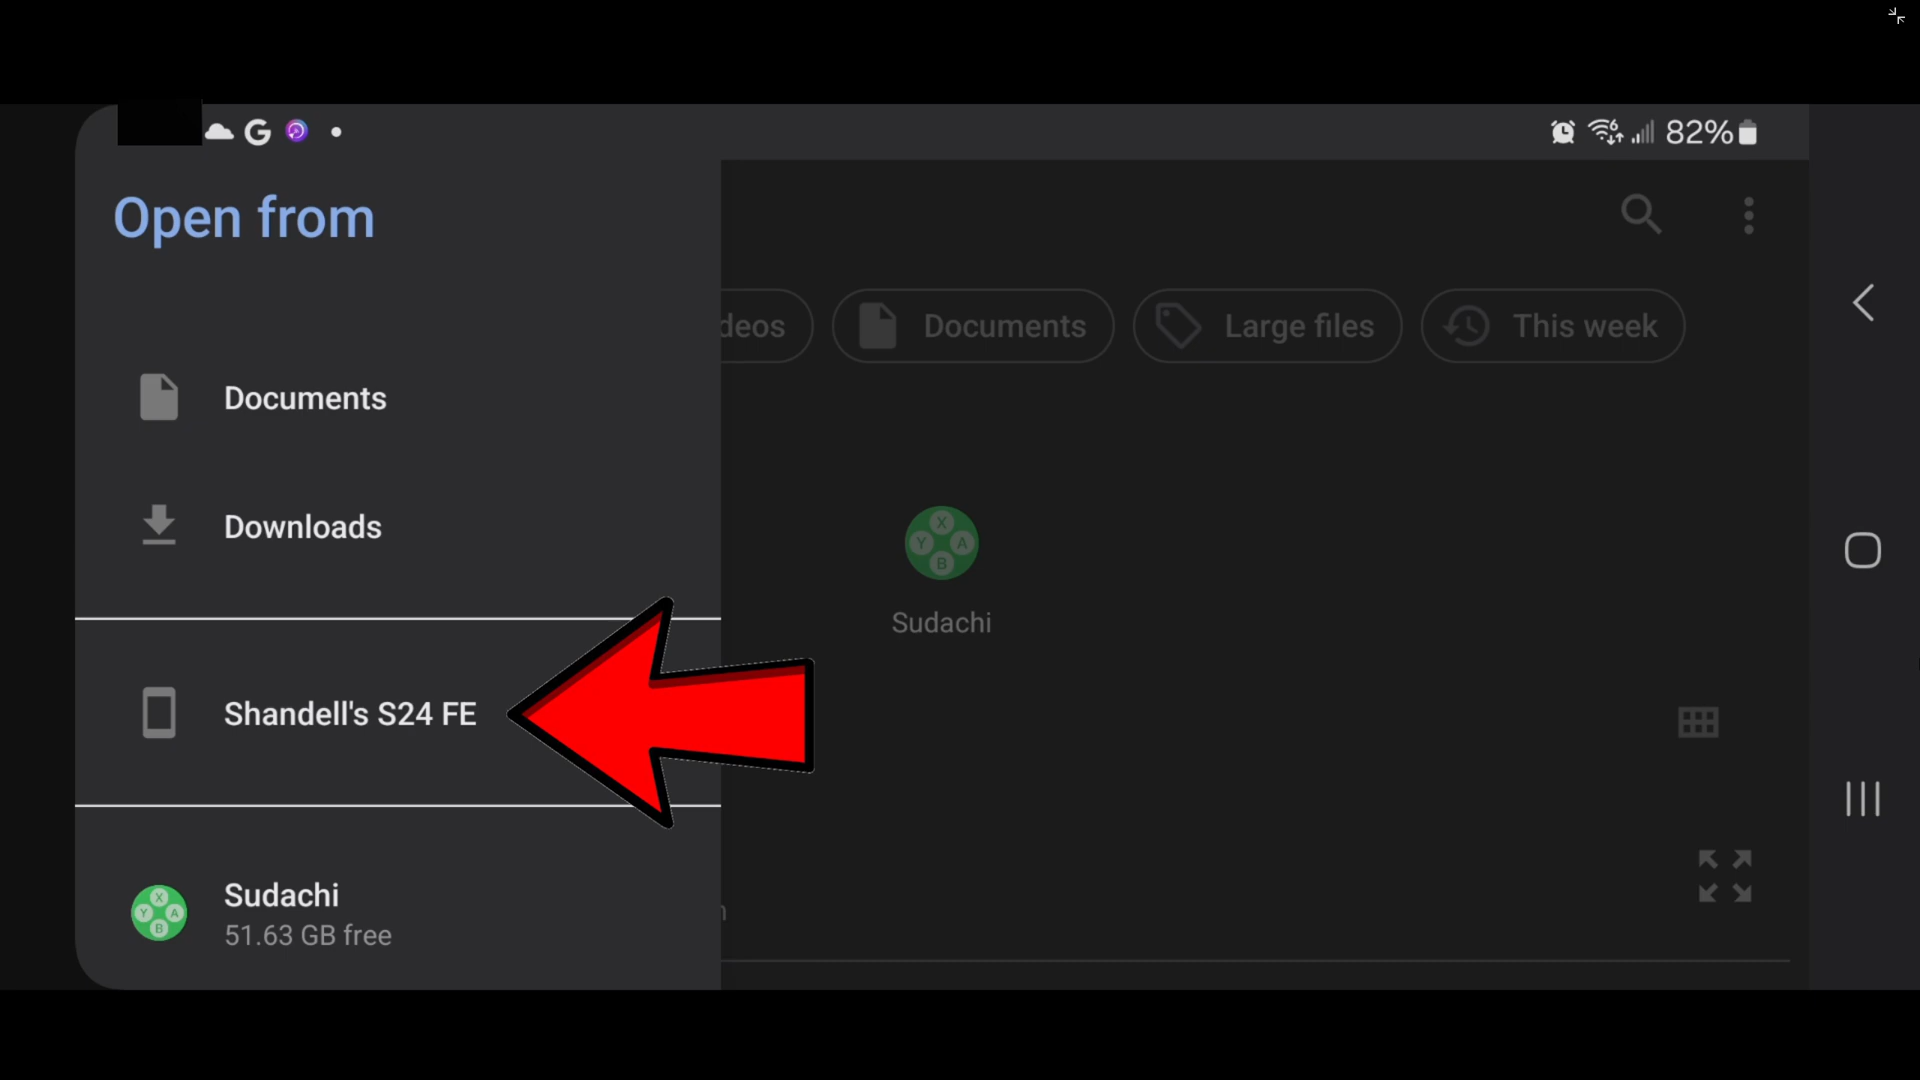 82%
Open from
deos
Documents
Large files
This week
Documents
Downloads
Sudachi
Shandell's S24 FE
Sudachi
51.63 GB free